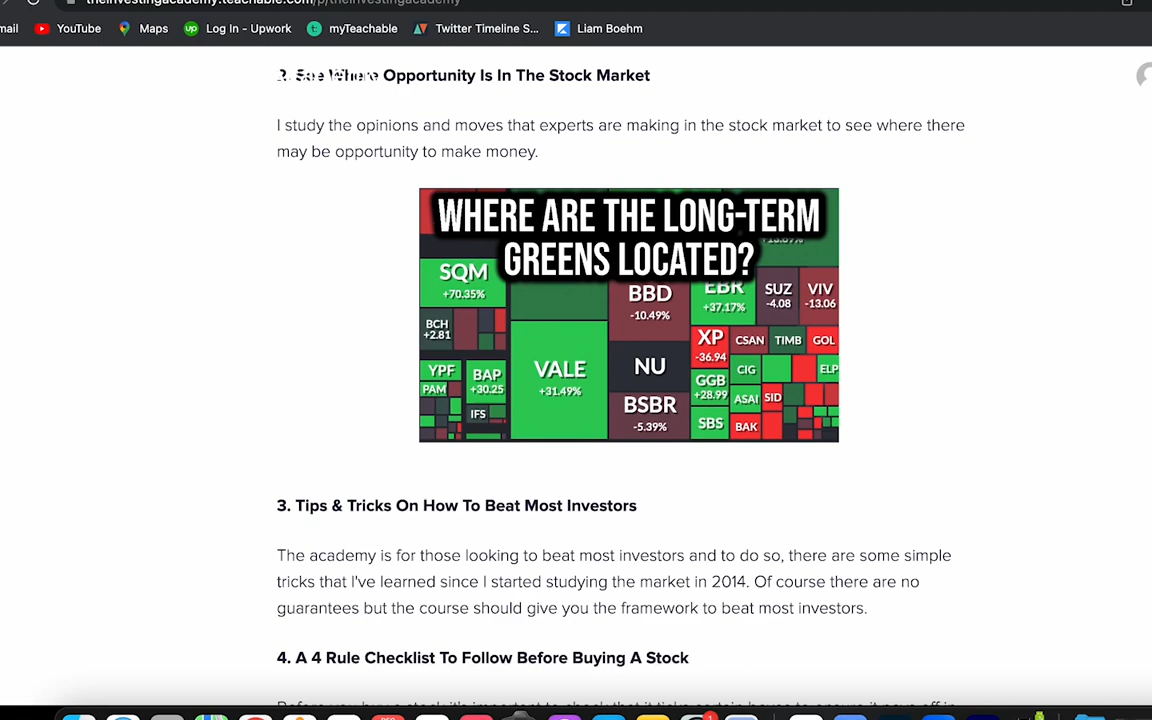 theinvestingacademy.teachable.com/p/theinvestingacademy
mail
YouTube
Maps
Log In - Upwork
myTeachable
Twitter Timeline S...
Liam Boehm
Opportunity Is In The Stock Market
I study the opinions and moves that experts are making in the stock market to see where there
may be opportunity to make money.
WHERE ARE THE LONG-TERM
GREENS LOCATED?
SQM
+70.35%
BCH
+2.81
YPF
PAM
BAP
+30.25
IFS
VALE
+31.49%
BBD
-10.49%
NU
BSBR
-5.39%
EBR
+37.17%
SUZ
-4.08
VIV
-13.06
XP
-36.94
CSAN
TIMB
GOL
GGB
+28.99
CIG
ELP
ASAI
SID
SBS
BAK
3. Tips & Tricks On How To Beat Most Investors
The academy is for those looking to beat most investors and to do so, there are some simple
tricks that I've learned since I started studying the market in 2014. Of course there are no
guarantees but the course should give you the framework to beat most investors.
4. A 4 Rule Checklist To Follow Before Buying A Stock